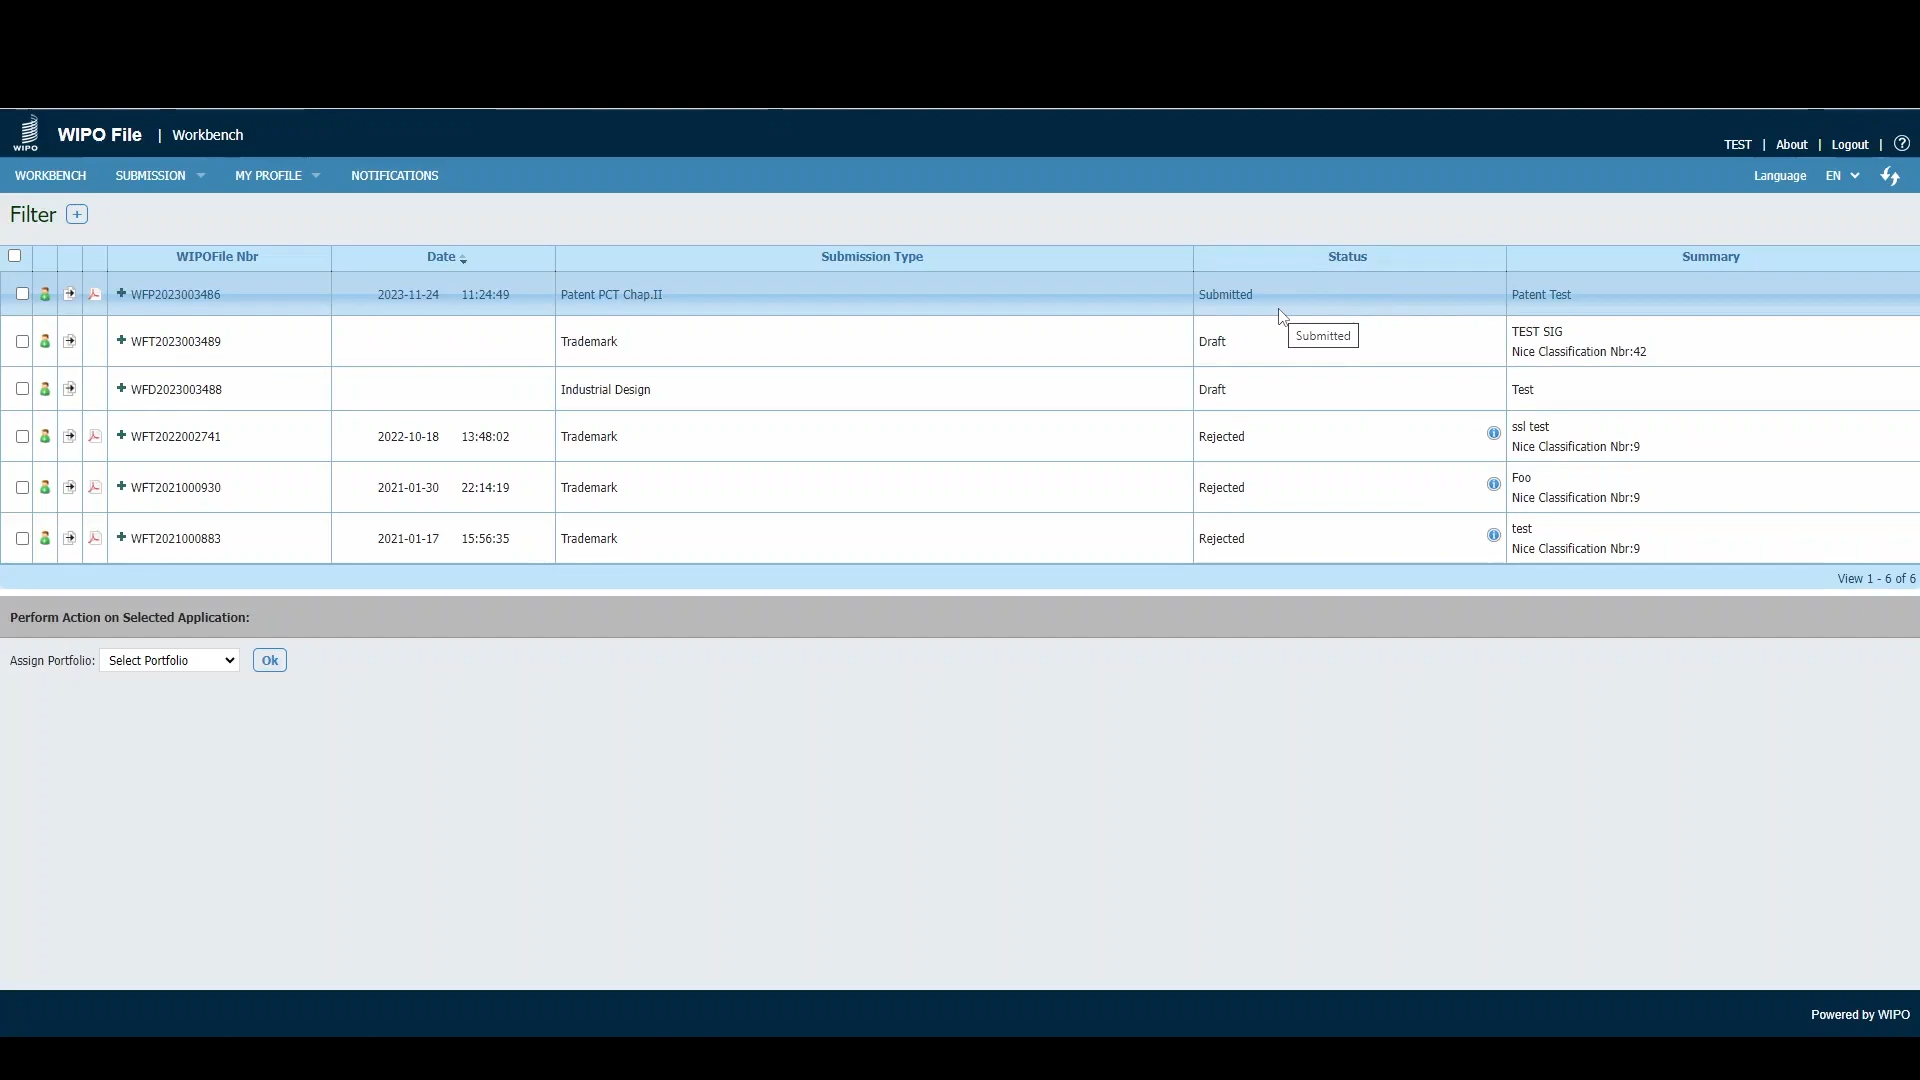 WIPO
WIPO File | Workbench
TEST | About | Logout | ?
WORKBENCH SUBMISSION MY PROFILE NOTIFICATIONS Language EN
Filter +
WIPOFile Nbr Date Submission Type Status Summary
WFP2023003486 2023-11-24 11:24:49 Patent PCT Chap.II Submitted Patent Test
Submitted
WFT2023003489 Trademark Draft TEST SIG
Nice Classification Nbr:42
WFD2023003488 Industrial Design Draft Test
WFT2022002741 2022-10-18 13:48:02 Trademark Rejected ssl test
Nice Classification Nbr:9
WFT2021000930 2021-01-30 22:14:19 Trademark Rejected Foo
Nice Classification Nbr:9
WFT2021000883 2021-01-17 15:56:35 Trademark Rejected test
Nice Classification Nbr:9
View 1 - 6 of 6
Perform Action on Selected Application:
Assign Portfolio: Select Portfolio Ok
Powered by WIPO